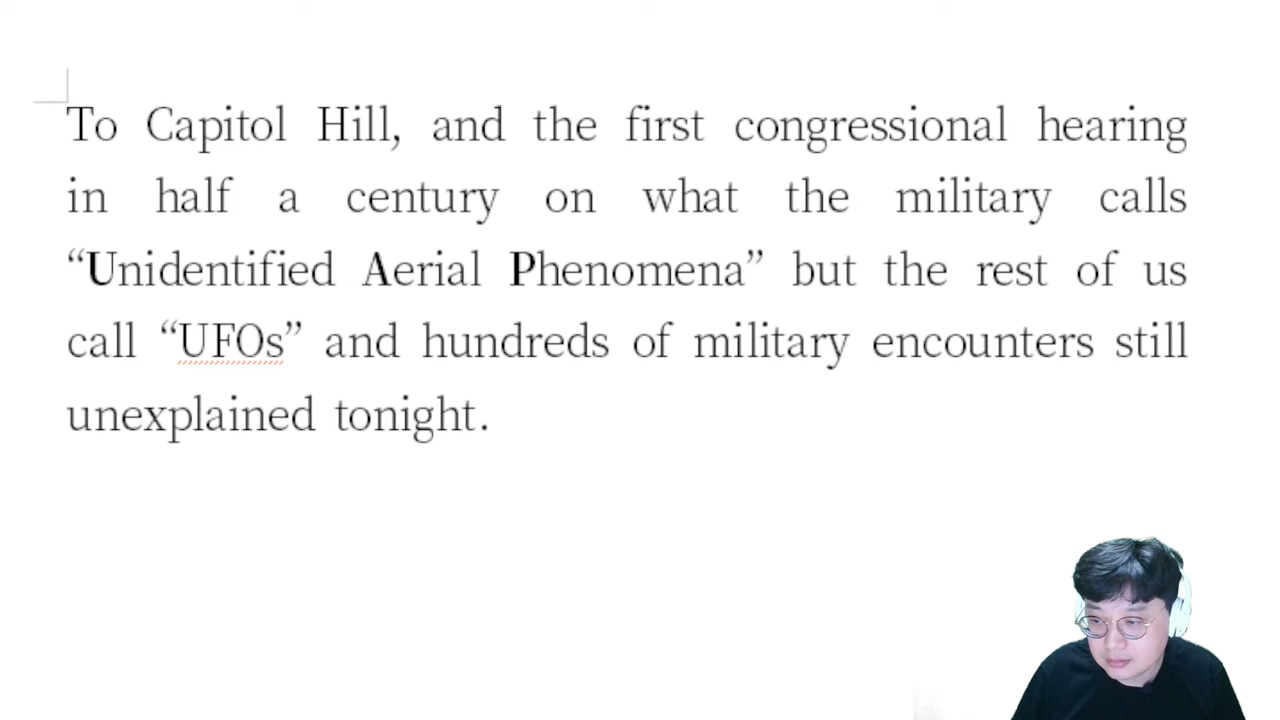 To Capitol Hill, and the first congressional hearing
in half a century on what the military calls
“Unidentified Aerial Phenomena” but the rest of us
call “UFOs” and hundreds of military encounters still
unexplained tonight.